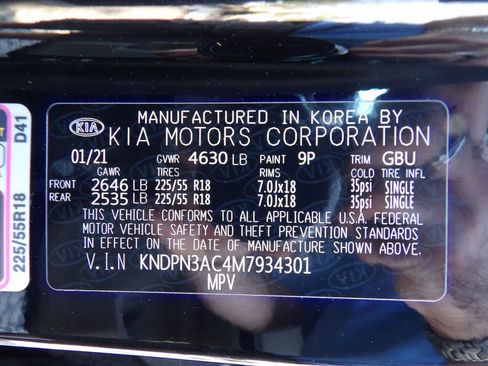 MANUFACTURED IN KOREA BY
KIA KIA MOTORS CORPORATION
01/21 GVWR 4630 LB PAINT 9P TRIM GBU
GAWR TIRES RIMS COLD TIRE INFL
FRONT 2646 LB 225/55 R18 7.0Jx18 35psi SINGLE
REAR 2535 LB 225/55 R18 7.0Jx18 35psi SINGLE
THIS VEHICLE CONFORMS TO ALL APPLICABLE U.S.A. FEDERAL
MOTOR VEHICLE SAFETY AND THEFT PREVENTION STANDARDS
IN EFFECT ON THE DATE OF MANUFACTURE SHOWN ABOVE.
V.I.N KNDPN3AC4M7934301
MPV
225/55R18 D41